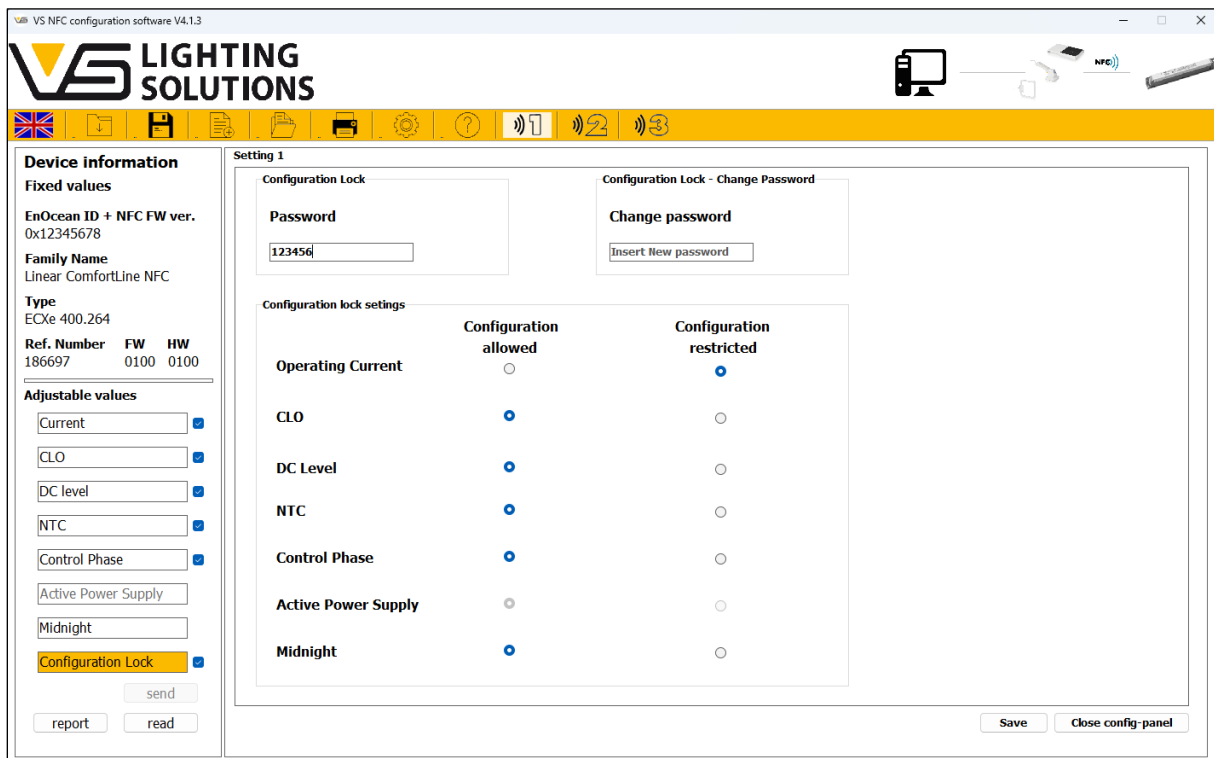 VS NFC configuration software V4.1.3
VS LIGHTING
SOLUTIONS
NFC
1 2 3
Device information
Fixed values
EnOcean ID + NFC FW ver.
0x12345678
Family Name
Linear ComfortLine NFC
Type
ECXe 400.264
Ref. Number FW HW
186697 0100 0100
Adjustable values
Current
CLO
DC level
NTC
Control Phase
Active Power Supply
Midnight
Configuration Lock
send
report read
Setting 1
Configuration Lock
Password
123456
Configuration Lock - Change Password
Change password
Insert New password
Configuration lock setings
Configuration
allowed
Configuration
restricted
Operating Current
CLO
DC Level
NTC
Control Phase
Active Power Supply
Midnight
Save Close config-panel